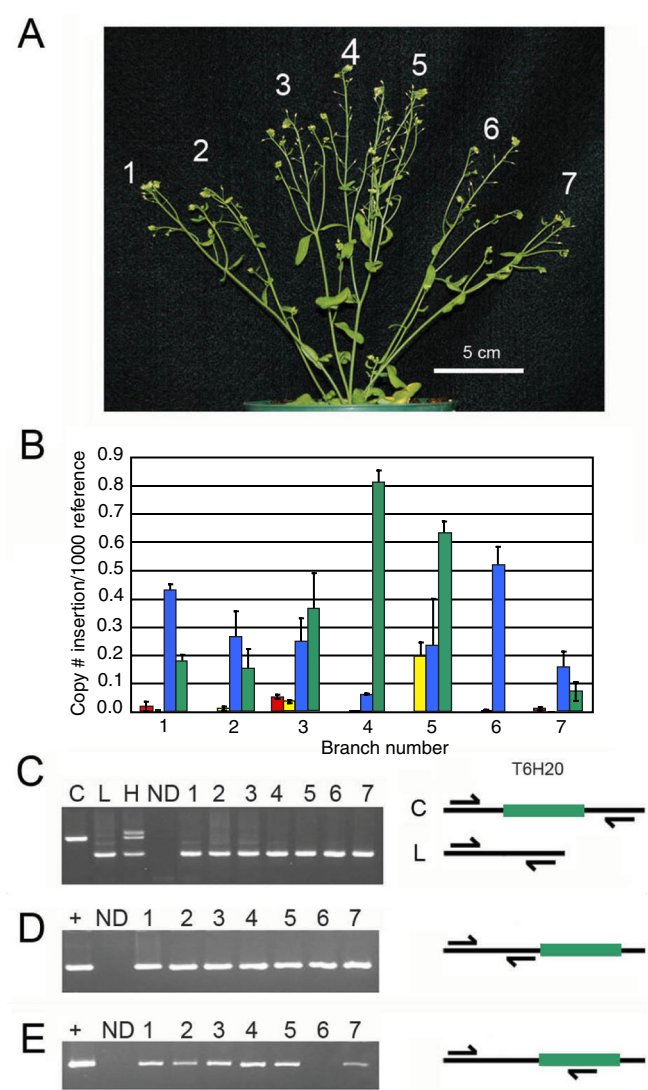 A
1 2 3 4 5 6 7
5 cm
B
Copy # insertion/1000 reference
0.9
0.8
0.7
0.6
0.5
0.4
0.3
0.2
0.1
0.0
1 2 3 4 5 6 7
Branch number
C
C L H ND 1 2 3 4 5 6 7
T6H20
C
L
D
+ ND 1 2 3 4 5 6 7
E
+ ND 1 2 3 4 5 6 7